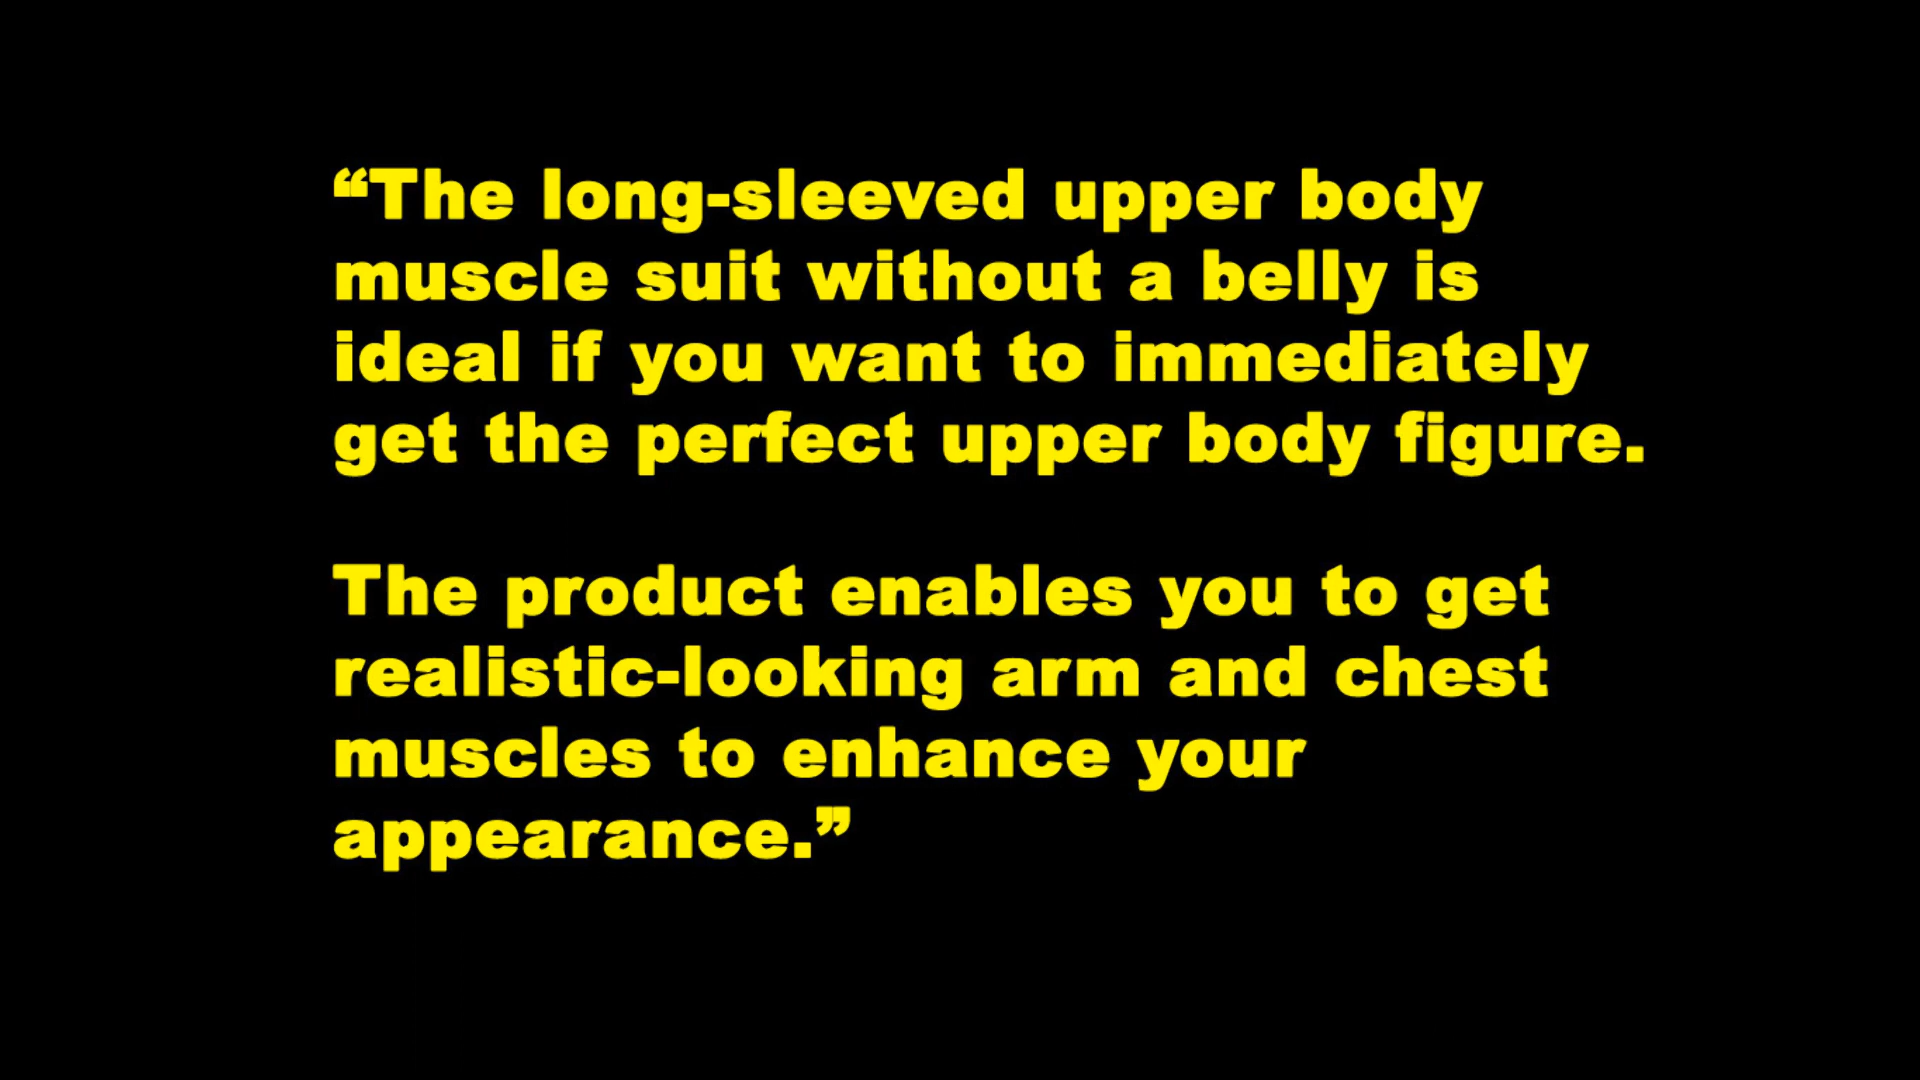 “The long-sleeved upper body
muscle suit without a belly is
ideal if you want to immediately
get the perfect upper body figure.
The product enables you to get
realistic-looking arm and chest
muscles to enhance your
appearance.”